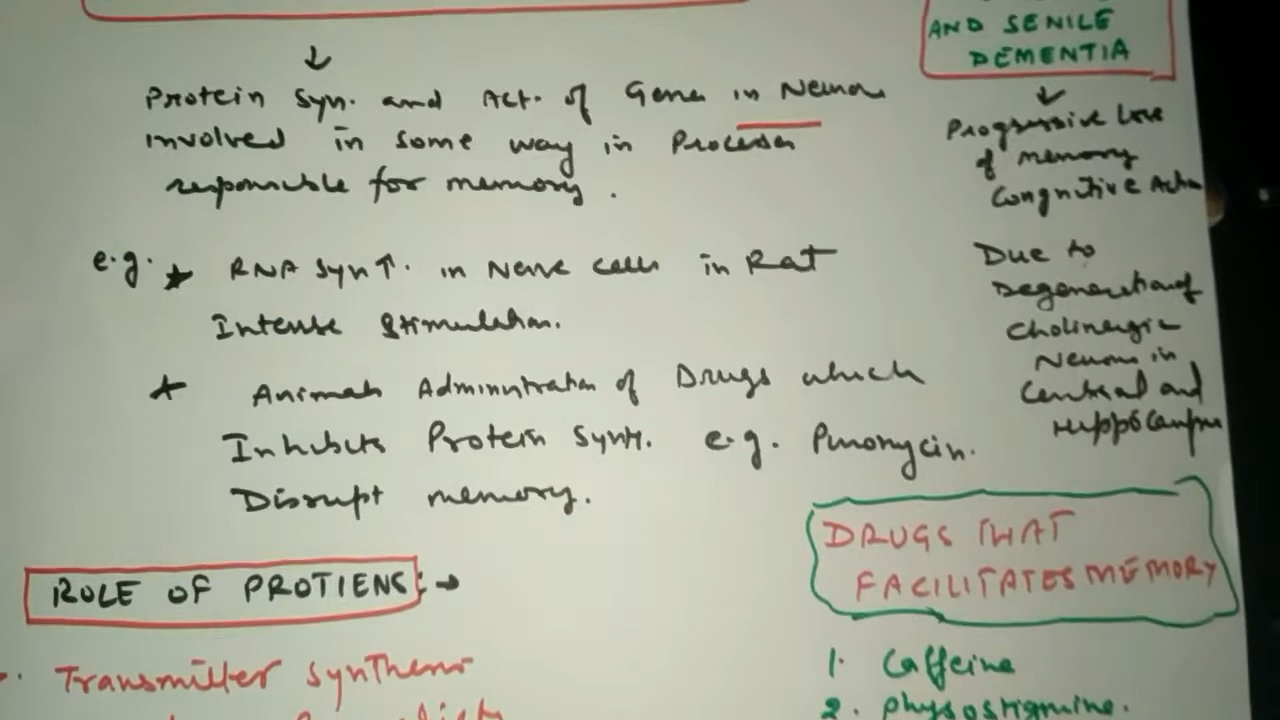 Protein Syn. and Act. of Gene in Neuron
involved in some way in Processes
responsible for memory.
e.g. ★ RNA Syn↑. in Nerve cells in Rat
Intense Stimulation.
★ Animals Administration of Drugs which
Inhibits Protein Synt. e.g. Puromycin.
Disrupt memory.
ROLE OF PROTIENS :→
Transmitter synthesis
AND SENILE
DEMENTIA
Progressive Loss
of memory
Congnitive Action
Due to
Degeneration of
Cholinergic
Neurons in
Central and
Hippocampus
DRUGS THAT
FACILITATES MEMORY
1. Caffeine
2. Physostigmine.